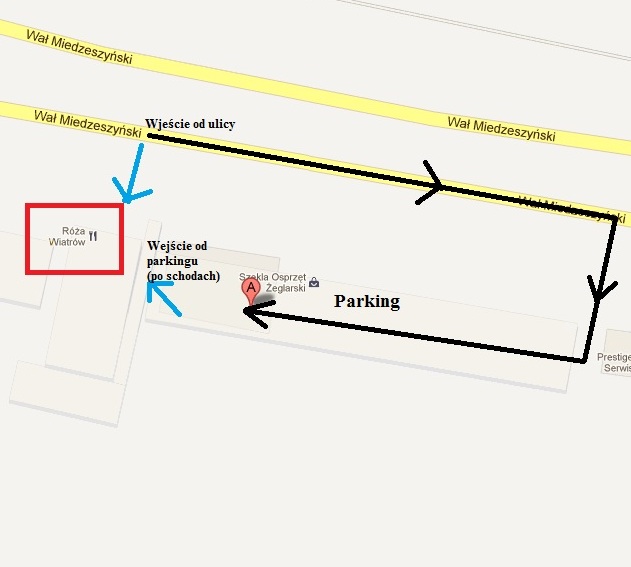 Wał Miedzeszyński
Wał Miedzeszyński
Wał Miedzeszyński
Wjeście od ulicy
Wał Miedzeszyński
Róża
Wiatrów
Wejście od
parkingu
(po schodach)
Szekla Osprzęt
Żeglarski
A
Parking
Prestige
Serwis